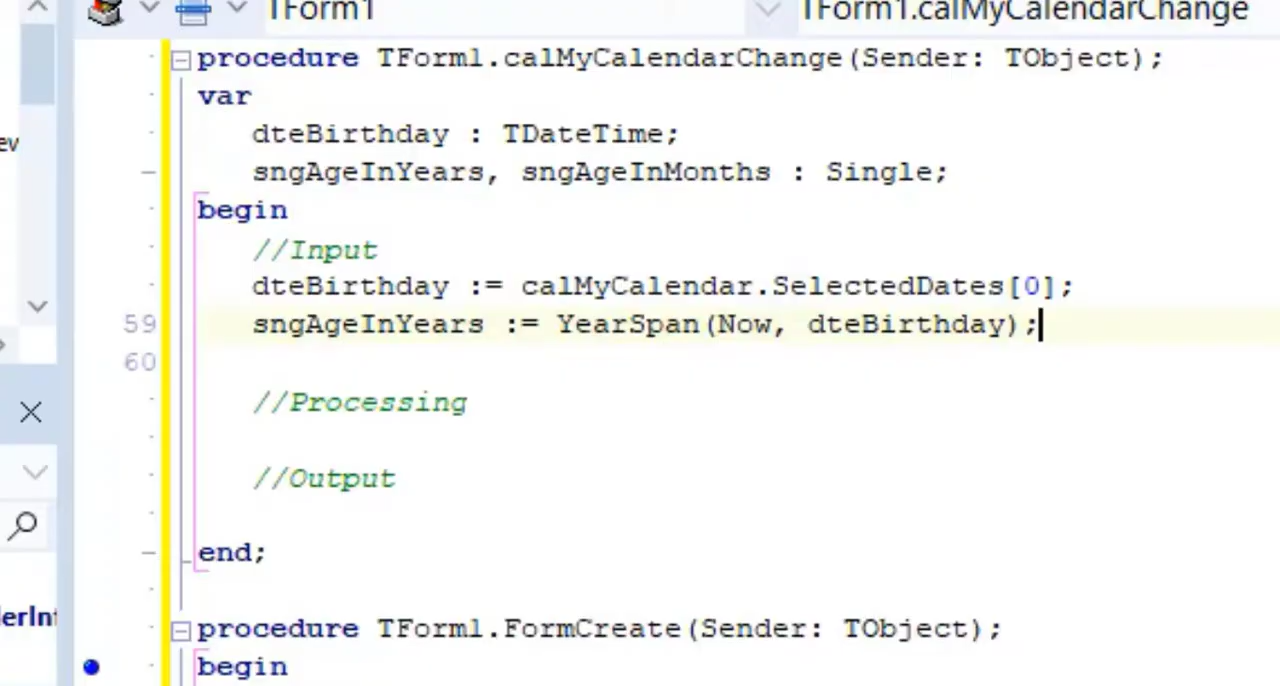 TForm1 TForm1.calMyCalendarChange
procedure TForm1.calMyCalendarChange(Sender: TObject);
var
dteBirthday : TDateTime;
sngAgeInYears, sngAgeInMonths : Single;
begin
//Input
dteBirthday := calMyCalendar.SelectedDates[0];
59 sngAgeInYears := YearSpan(Now, dteBirthday);
60
//Processing
//Output
end;
procedure TForm1.FormCreate(Sender: TObject);
begin